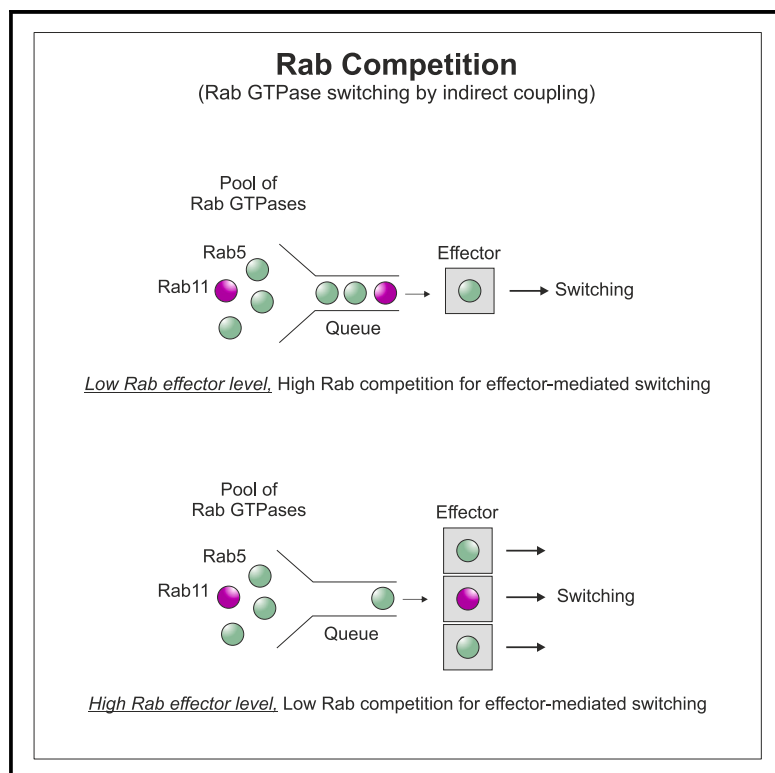 Rab Competition
(Rab GTPase switching by indirect coupling)
Pool of
Rab GTPases
Rab5
Rab11
Queue
Effector
Switching
Low Rab effector level, High Rab competition for effector-mediated switching
Pool of
Rab GTPases
Rab5
Rab11
Queue
Effector
Switching
High Rab effector level, Low Rab competition for effector-mediated switching